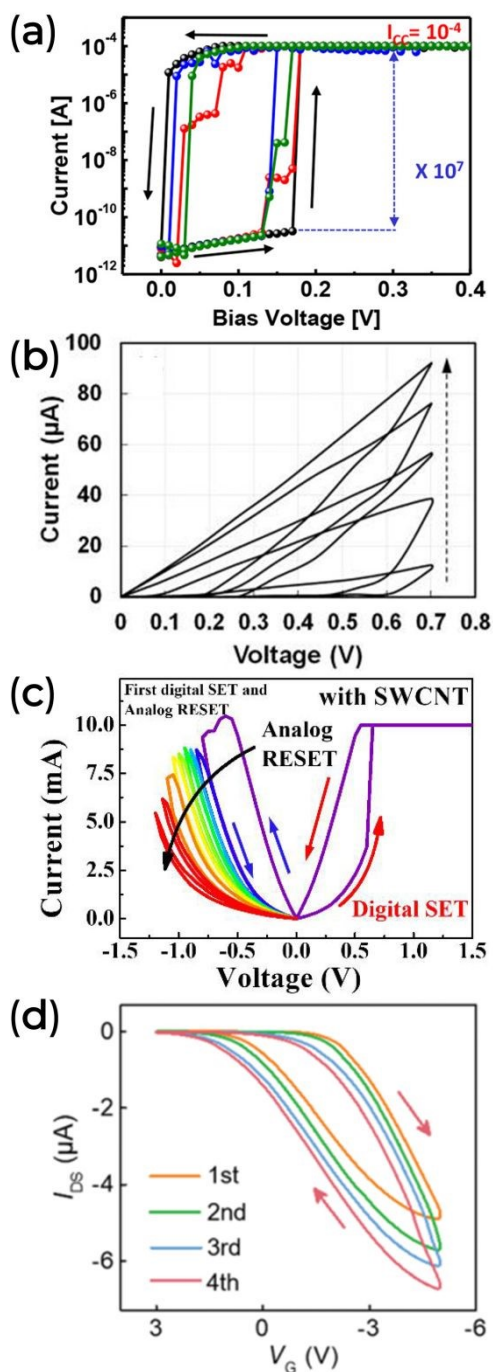 (a)
I_CC= 10⁻⁴
10⁻⁴
10⁻⁶
10⁻⁸
10⁻¹⁰
10⁻¹²
Current [A]
X 10⁷
0.0 0.1 0.2 0.3 0.4
Bias Voltage [V]
(b)
100
80
60
40
20
0
Current (µA)
0 0.1 0.2 0.3 0.4 0.5 0.6 0.7 0.8
Voltage (V)
(c)
First digital SET and
Analog RESET
with SWCNT
Analog
RESET
10.0
7.5
5.0
2.5
0.0
Current (mA)
Digital SET
-1.5 -1.0 -0.5 0.0 0.5 1.0 1.5
Voltage (V)
(d)
0
-2
-4
-6
I_DS (µA)
1st
2nd
3rd
4th
3 0 -3 -6
V_G (V)